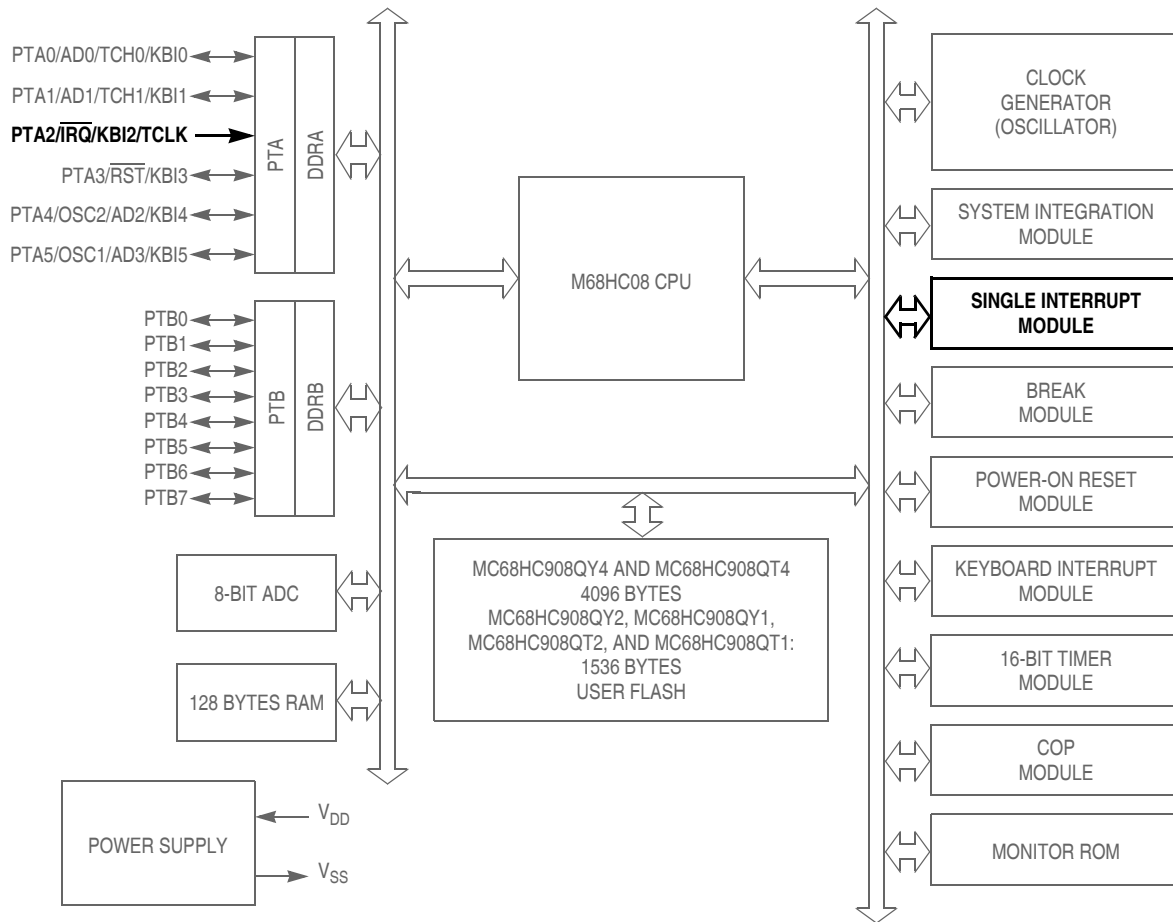 PTA0/AD0/TCH0/KBI0
PTA1/AD1/TCH1/KBI1
PTA2/IRQ/KBI2/TCLK
PTA3/RST/KBI3
PTA4/OSC2/AD2/KBI4
PTA5/OSC1/AD3/KBI5
PTA
DDRA
PTB0
PTB1
PTB2
PTB3
PTB4
PTB5
PTB6
PTB7
PTB
DDRB
8-BIT ADC
128 BYTES RAM
POWER SUPPLY
VDD
VSS
M68HC08 CPU
MC68HC908QY4 AND MC68HC908QT4
4096 BYTES
MC68HC908QY2, MC68HC908QY1,
MC68HC908QT2, AND MC68HC908QT1:
1536 BYTES
USER FLASH
CLOCK
GENERATOR
(OSCILLATOR)
SYSTEM INTEGRATION
MODULE
SINGLE INTERRUPT
MODULE
BREAK
MODULE
POWER-ON RESET
MODULE
KEYBOARD INTERRUPT
MODULE
16-BIT TIMER
MODULE
COP
MODULE
MONITOR ROM